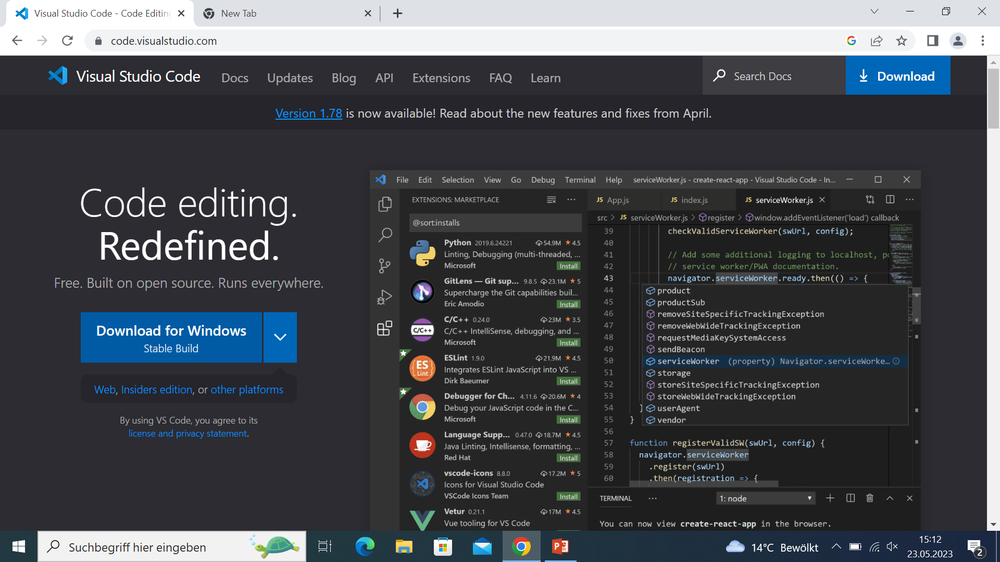 Visual Studio Code - Code Editing
New Tab
code.visualstudio.com
Visual Studio Code
Docs
Updates
Blog
API
Extensions
FAQ
Learn
Search Docs
Download
Version 1.78 is now available! Read about the new features and fixes from April.
Code editing.
Redefined.
Free. Built on open source. Runs everywhere.
Download for Windows
Stable Build
Web, Insiders edition, or other platforms
By using VS Code, you agree to its
license and privacy statement.
File Edit Selection View Go Debug Terminal Help serviceWorker.js - create-react-app - Visual Studio Code - In...
EXTENSIONS: MARKETPLACE
@sort:installs
Python 2019.6.24221 54.9M 4.5
Linting, Debugging (multi-threaded, ...
Microsoft Install
GitLens — Git sup... 9.8.5 23.1M 5
Supercharge the Git capabilities buil...
Eric Amodio Install
C/C++
C/C++ 0.24.0 23M 3.5
C/C++ IntelliSense, debugging, and ...
Microsoft Install
ES
Lint
ESLint 1.9.0 21.9M 4.5
Integrates ESLint JavaScript into VS ...
Dirk Baeumer Install
Debugger for Ch... 4.11.6 20.6M 4
Debug your JavaScript code in the C...
Microsoft Install
Language Supp... 0.47.0 18.7M 4.5
Java Linting, Intellisense, formatting, ...
Red Hat Install
vscode-icons 8.8.0 17.2M 5
Icons for Visual Studio Code
VSCode Icons Team Install
Vetur 0.21.1 17M 4.5
Vue tooling for VS Code
JS App.js
JS index.js
JS serviceWorker.js
src > JS serviceWorker.js > register > window.addEventListener('load') callback
39 checkValidServiceWorker(swUrl, config);
40
41 // Add some additional logging to localhost, po
42 // service worker/PWA documentation.
43 navigator.serviceWorker.ready.then(() => {
44 product
45 productSub
46 removeSiteSpecificTrackingException
47 removeWebWideTrackingException
48 requestMediaKeySystemAccess
49 sendBeacon
50 serviceWorker (property) Navigator.serviceWorke...
51 storage
52 storeSiteSpecificTrackingException
53 storeWebWideTrackingException
54 } userAgent
55 } vendor
56
57 function registerValidSW(swUrl, config) {
58 navigator.serviceWorker
59 .register(swUrl)
60 .then(registration => {
TERMINAL ... 1: node
You can now view create-react-app in the browser.
Suchbegriff hier eingeben
14°C Bewölkt
15:12
23.05.2023
2